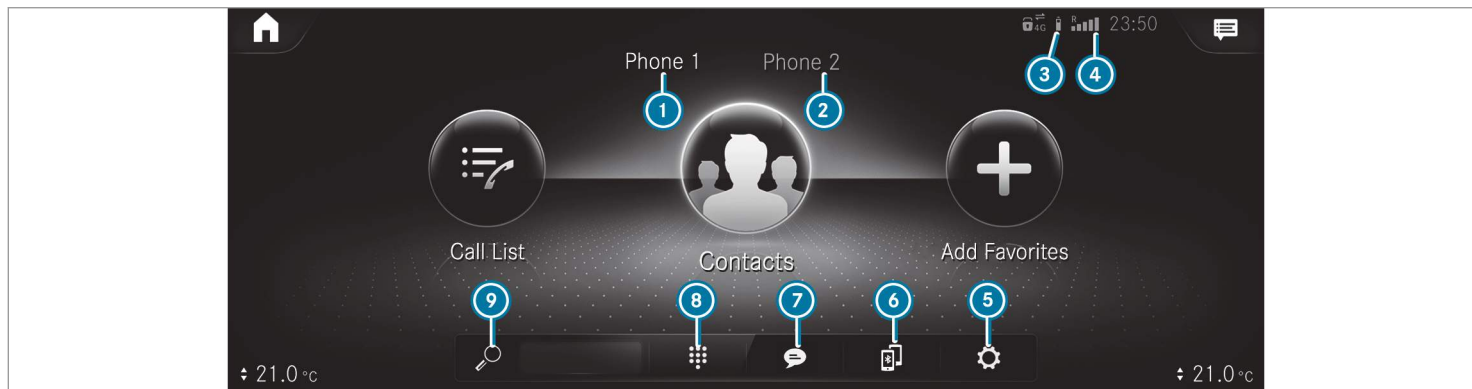 4G R 23:50
Phone 1 Phone 2
3 4
1 2
Call List Contacts Add Favorites
9 8 7 6 5
21.0 °C 21.0 °C